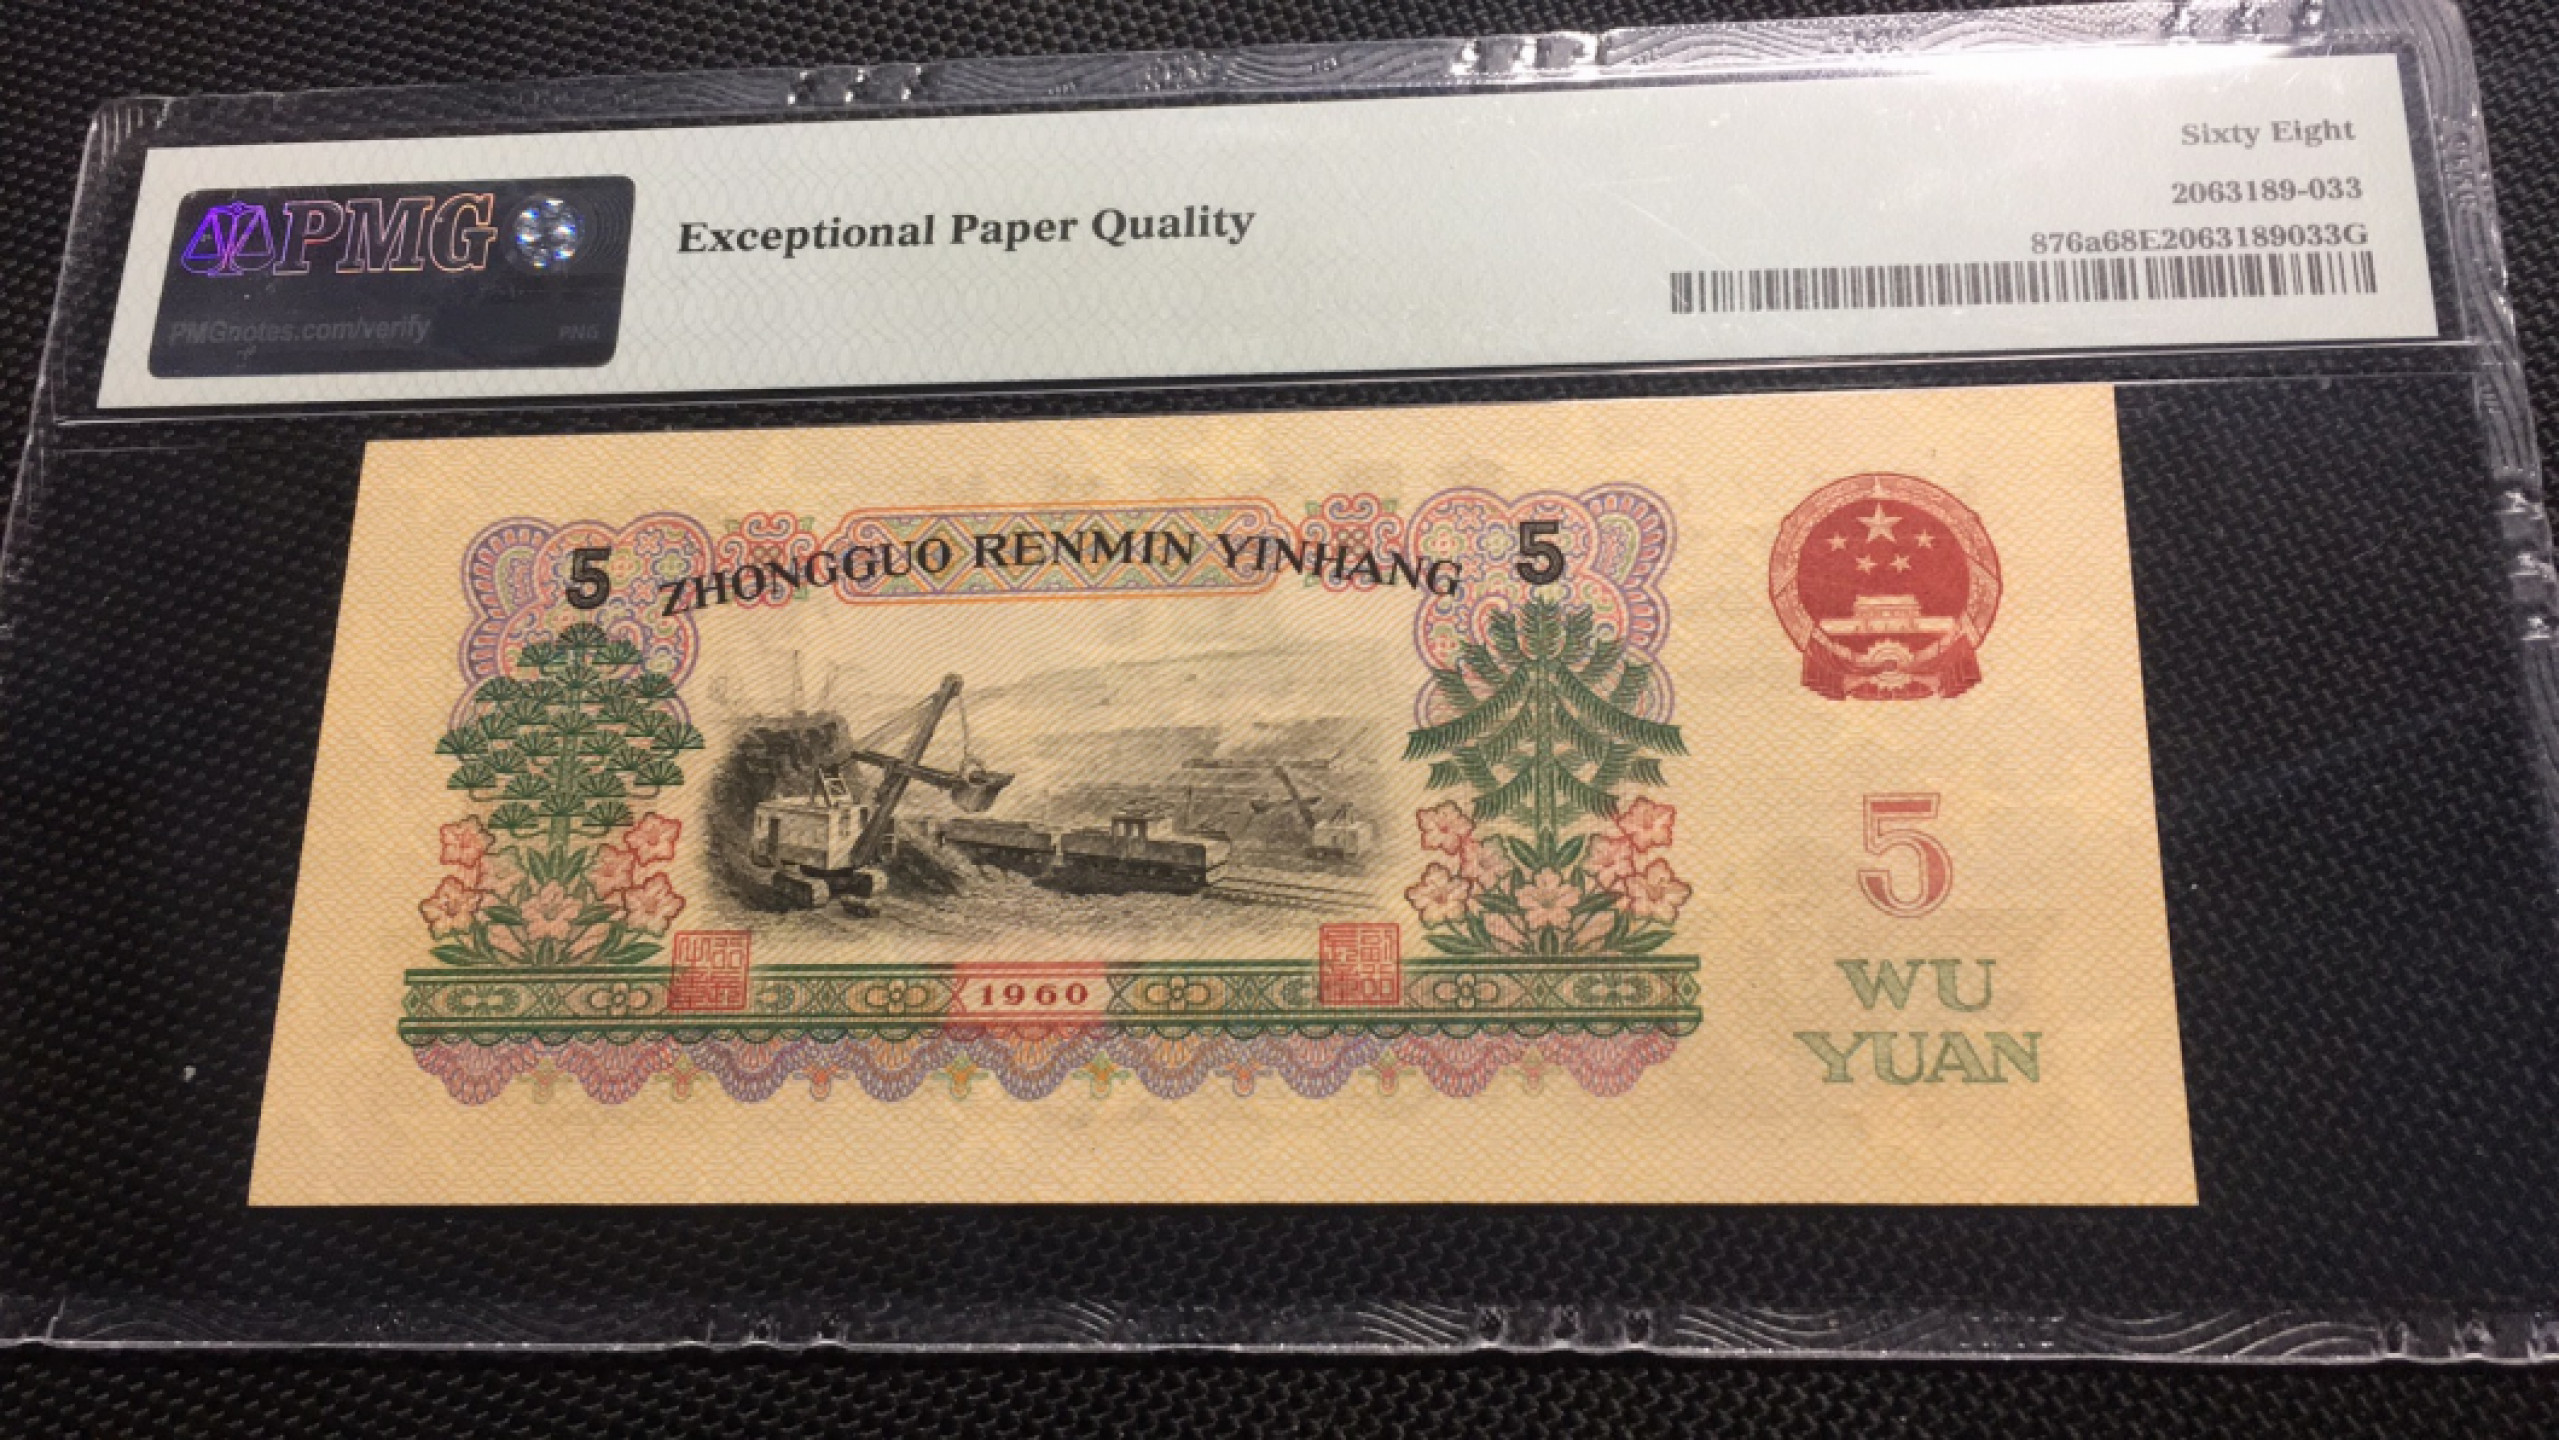 Sixty Eight
PMG
Exceptional Paper Quality
2063189-033
876a68E2063189033G
PMGnotes.com/verify
PNG
5 ZHONGGUO RENMIN YINHANG 5
5
1960
WU
YUAN